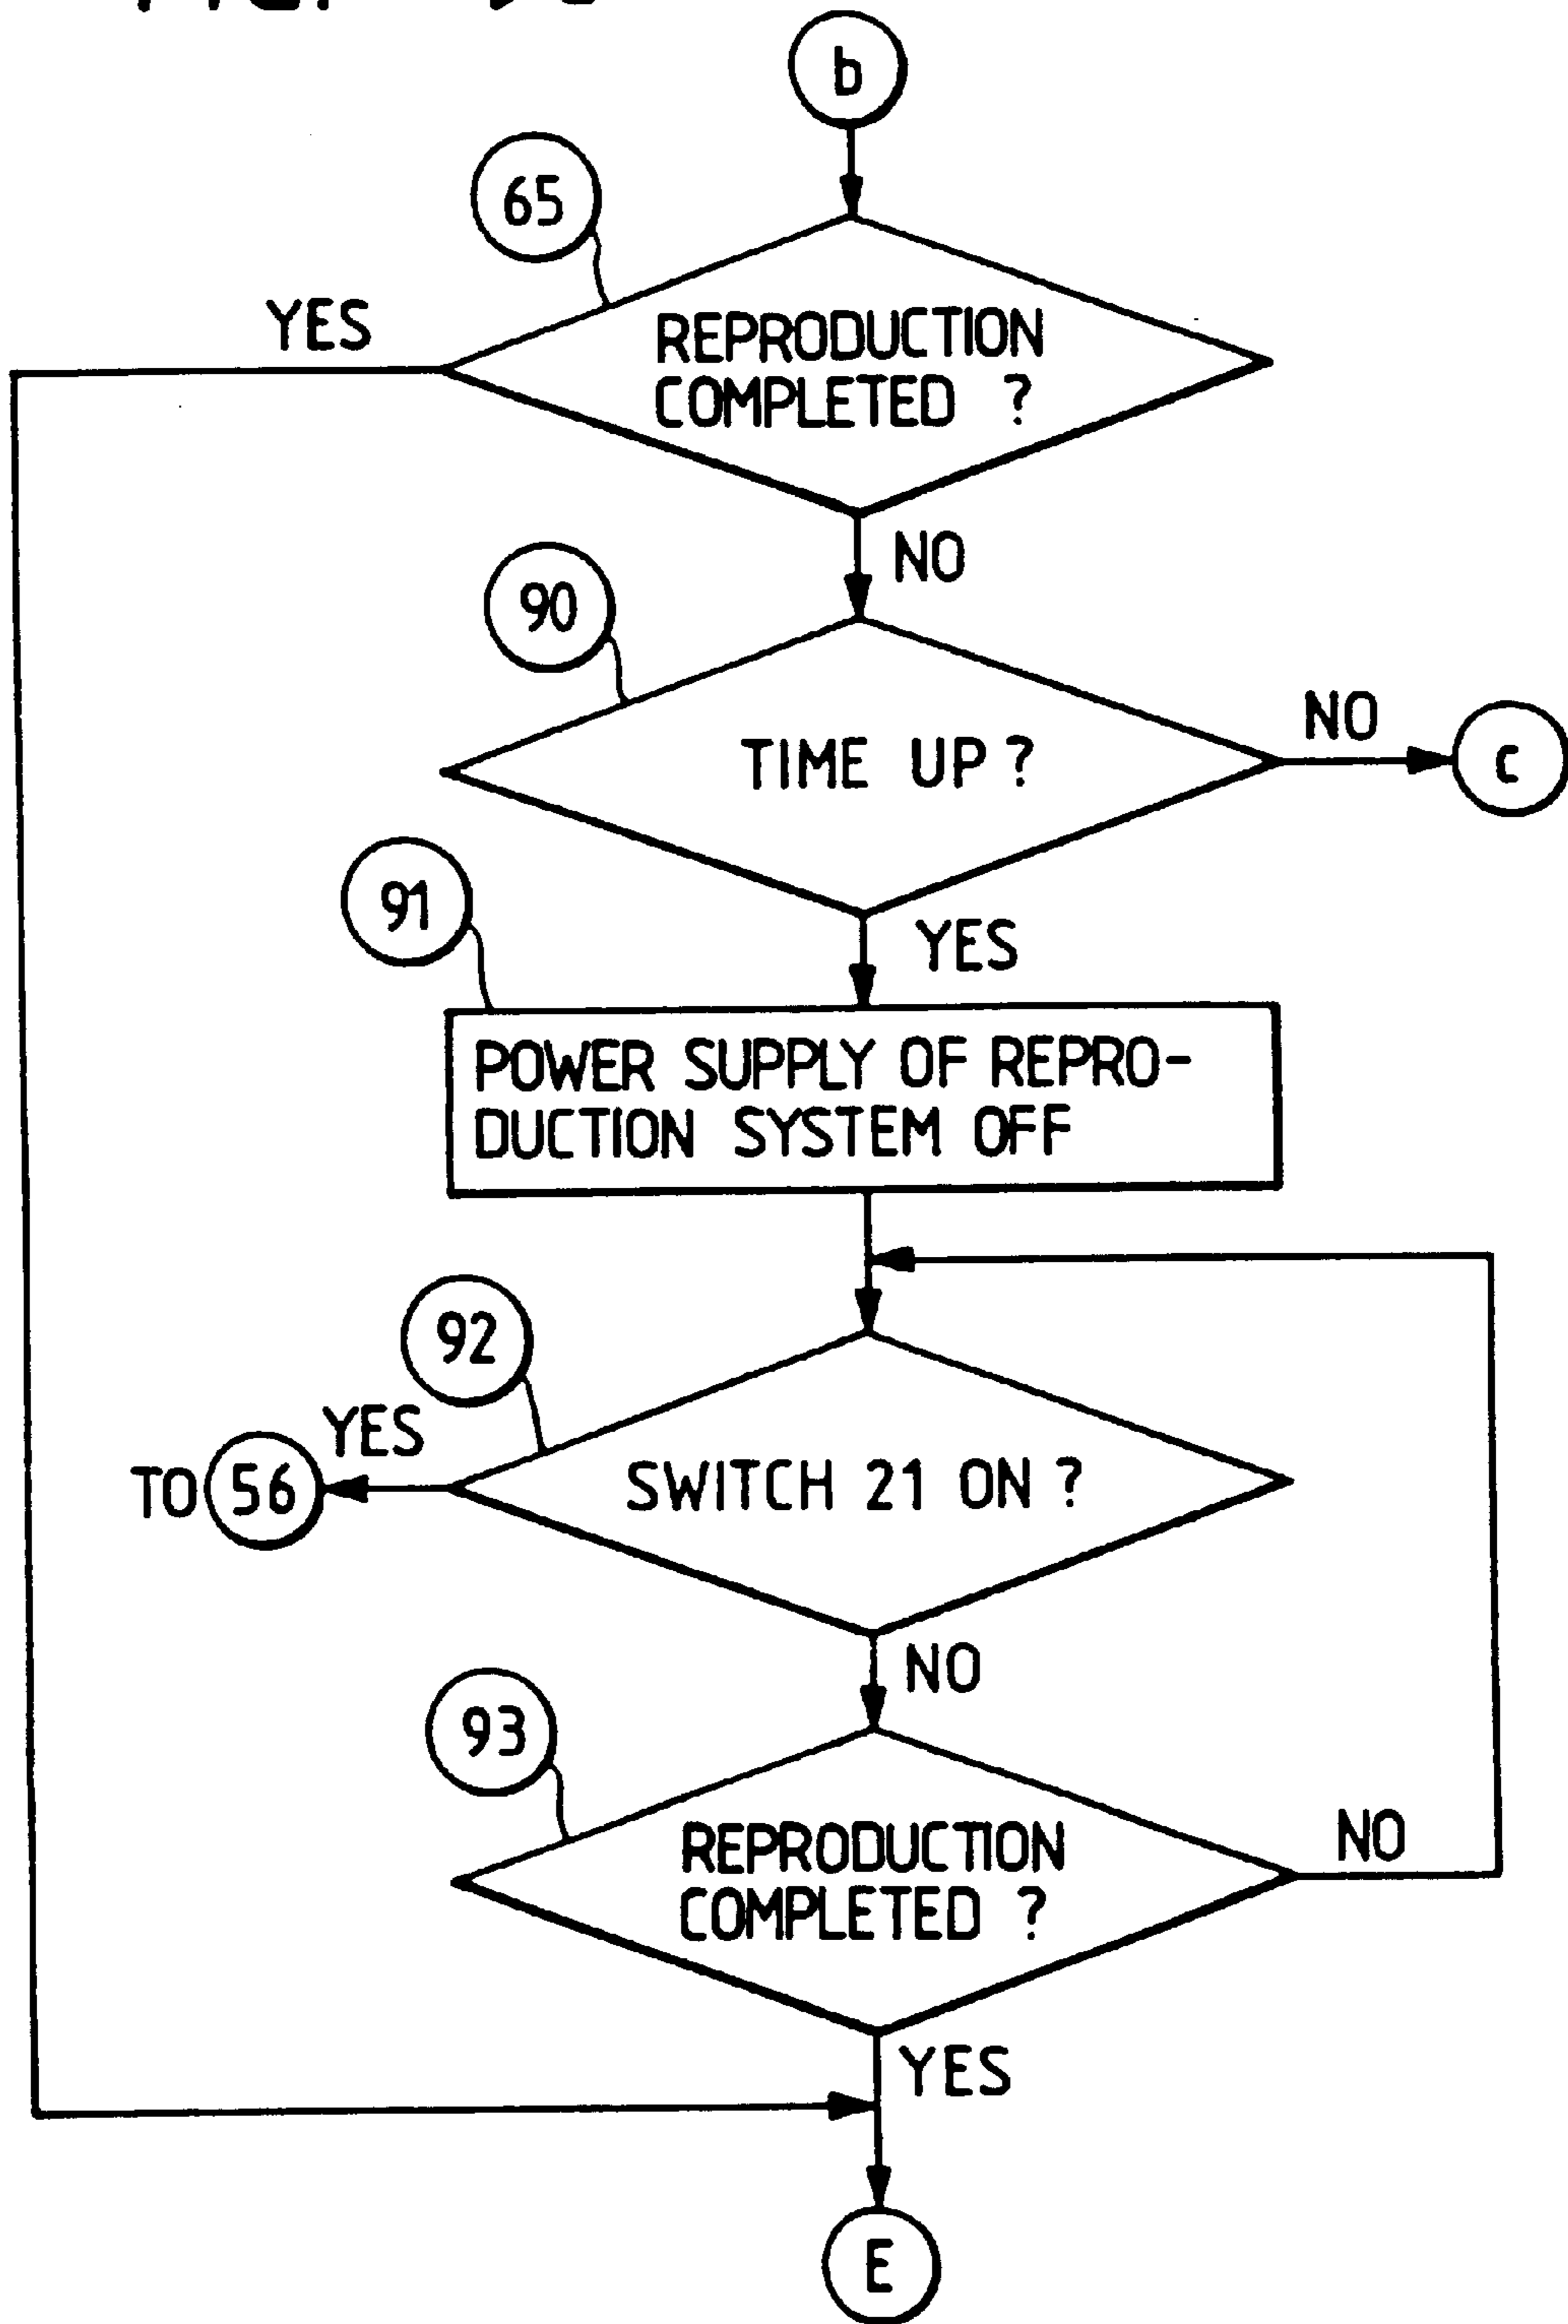 b
65
YES
REPRODUCTION
COMPLETED ?
NO
90
TIME UP ?
NO
c
91
YES
POWER SUPPLY OF REPRO-
DUCTION SYSTEM OFF
92
YES
TO 56
SWITCH 21 ON ?
NO
93
REPRODUCTION
COMPLETED ?
NO
YES
E